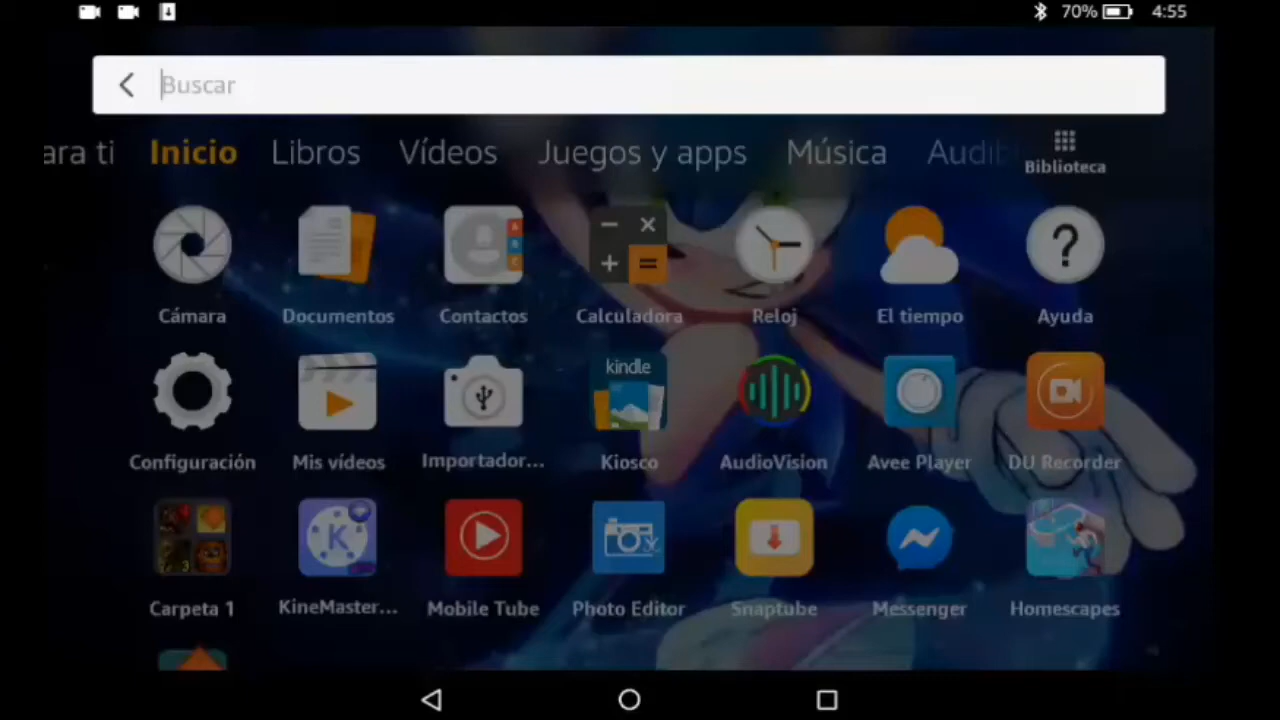 70% 4:55
Buscar
ara ti Inicio Libros Vídeos Juegos y apps Música Audib Biblioteca
Cámara Documentos Contactos Calculadora Reloj El tiempo Ayuda
kindle
Configuración Mis vídeos Importador... Kiosco AudioVision Avee Player DU Recorder
K
Carpeta 1 KineMaster... Mobile Tube Photo Editor Snaptube Messenger Homescapes